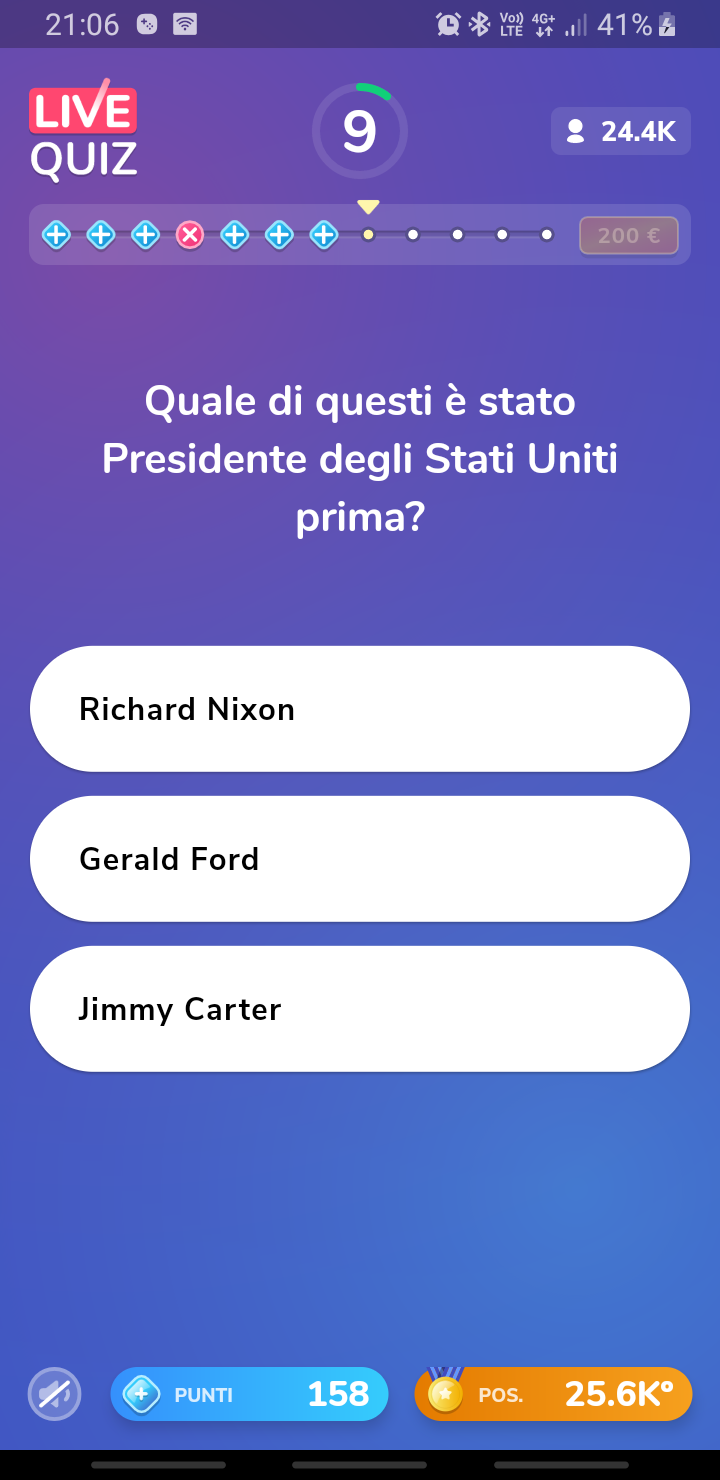 21:06
Vo)) LTE 4G+ 41%
LIVE QUIZ
9
24.4K
200 €
Quale di questi è stato
Presidente degli Stati Uniti
prima?
Richard Nixon
Gerald Ford
Jimmy Carter
PUNTI 158
POS. 25.6K°